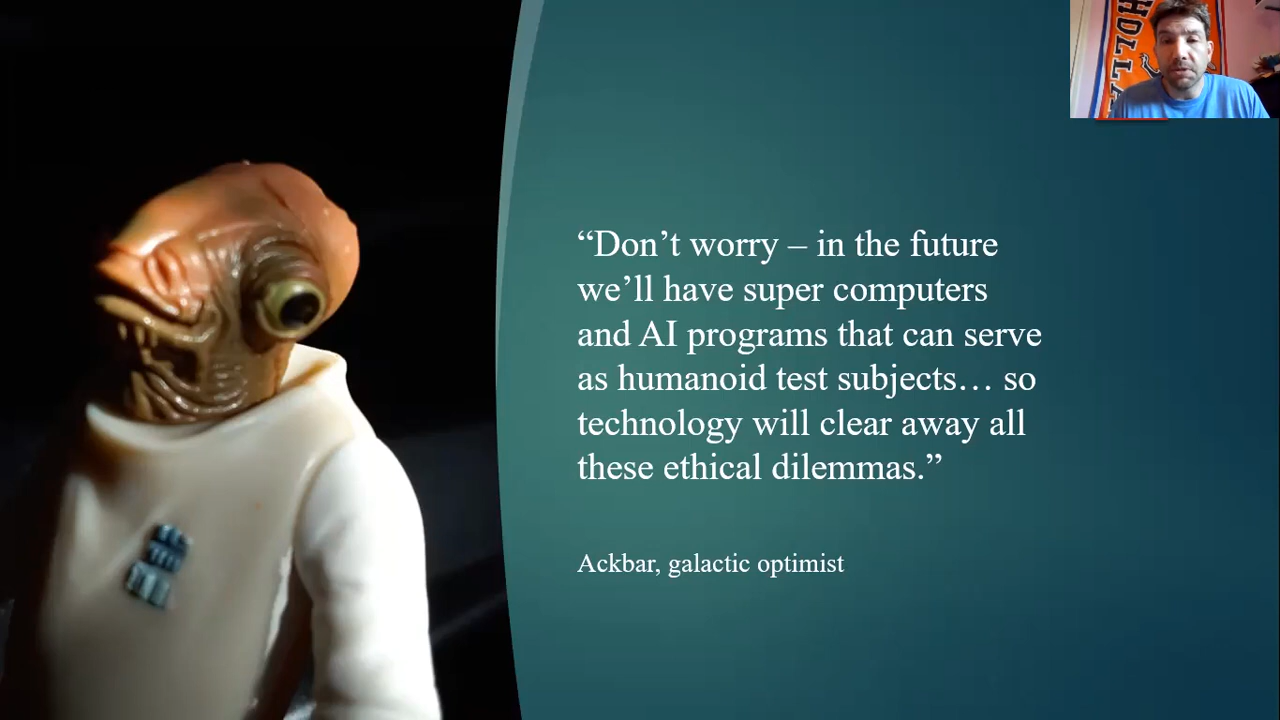 “Don’t worry – in the future
we’ll have super computers
and AI programs that can serve
as humanoid test subjects… so
technology will clear away all
these ethical dilemmas.”
Ackbar, galactic optimist